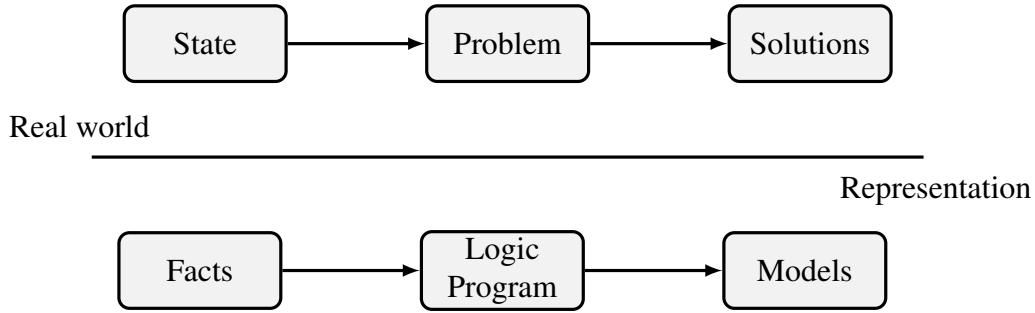 State
Problem
Solutions
Real world
Representation
Facts
Logic
Program
Models